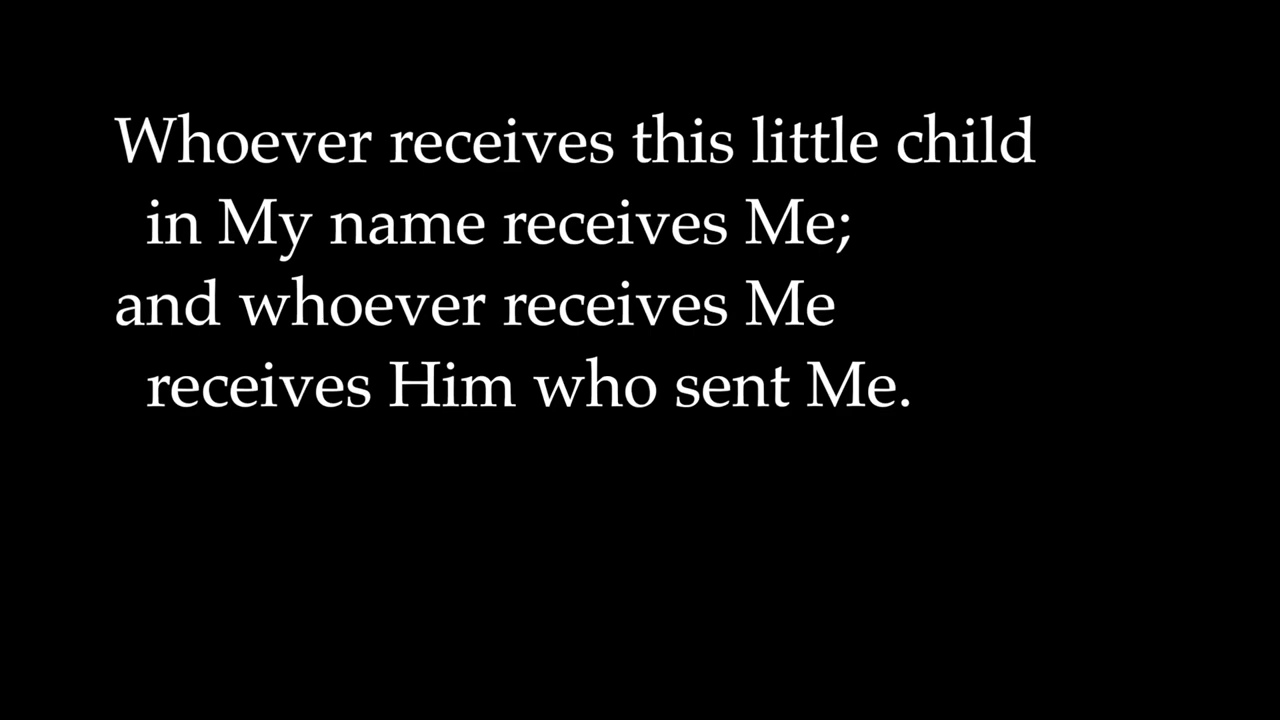 Whoever receives this little child
in My name receives Me;
and whoever receives Me
receives Him who sent Me.